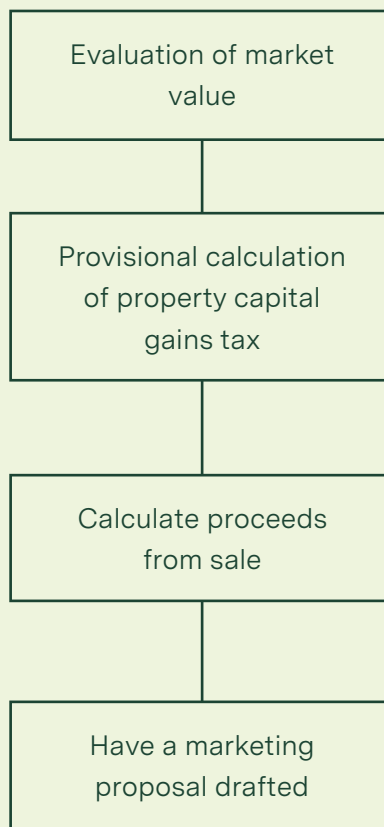 Evaluation of market
value
Provisional calculation
of property capital
gains tax
Calculate proceeds
from sale
Have a marketing
proposal drafted